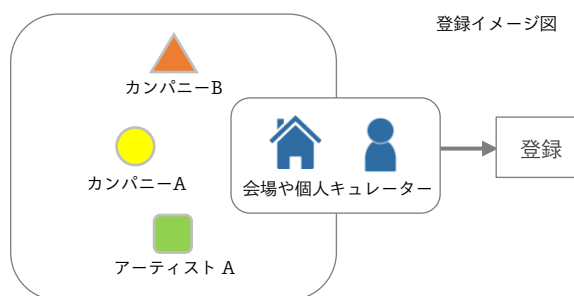 登録イメージ図
カンパニーB
カンパニーA
会場や個人キュレーター
登録
アーティスト A